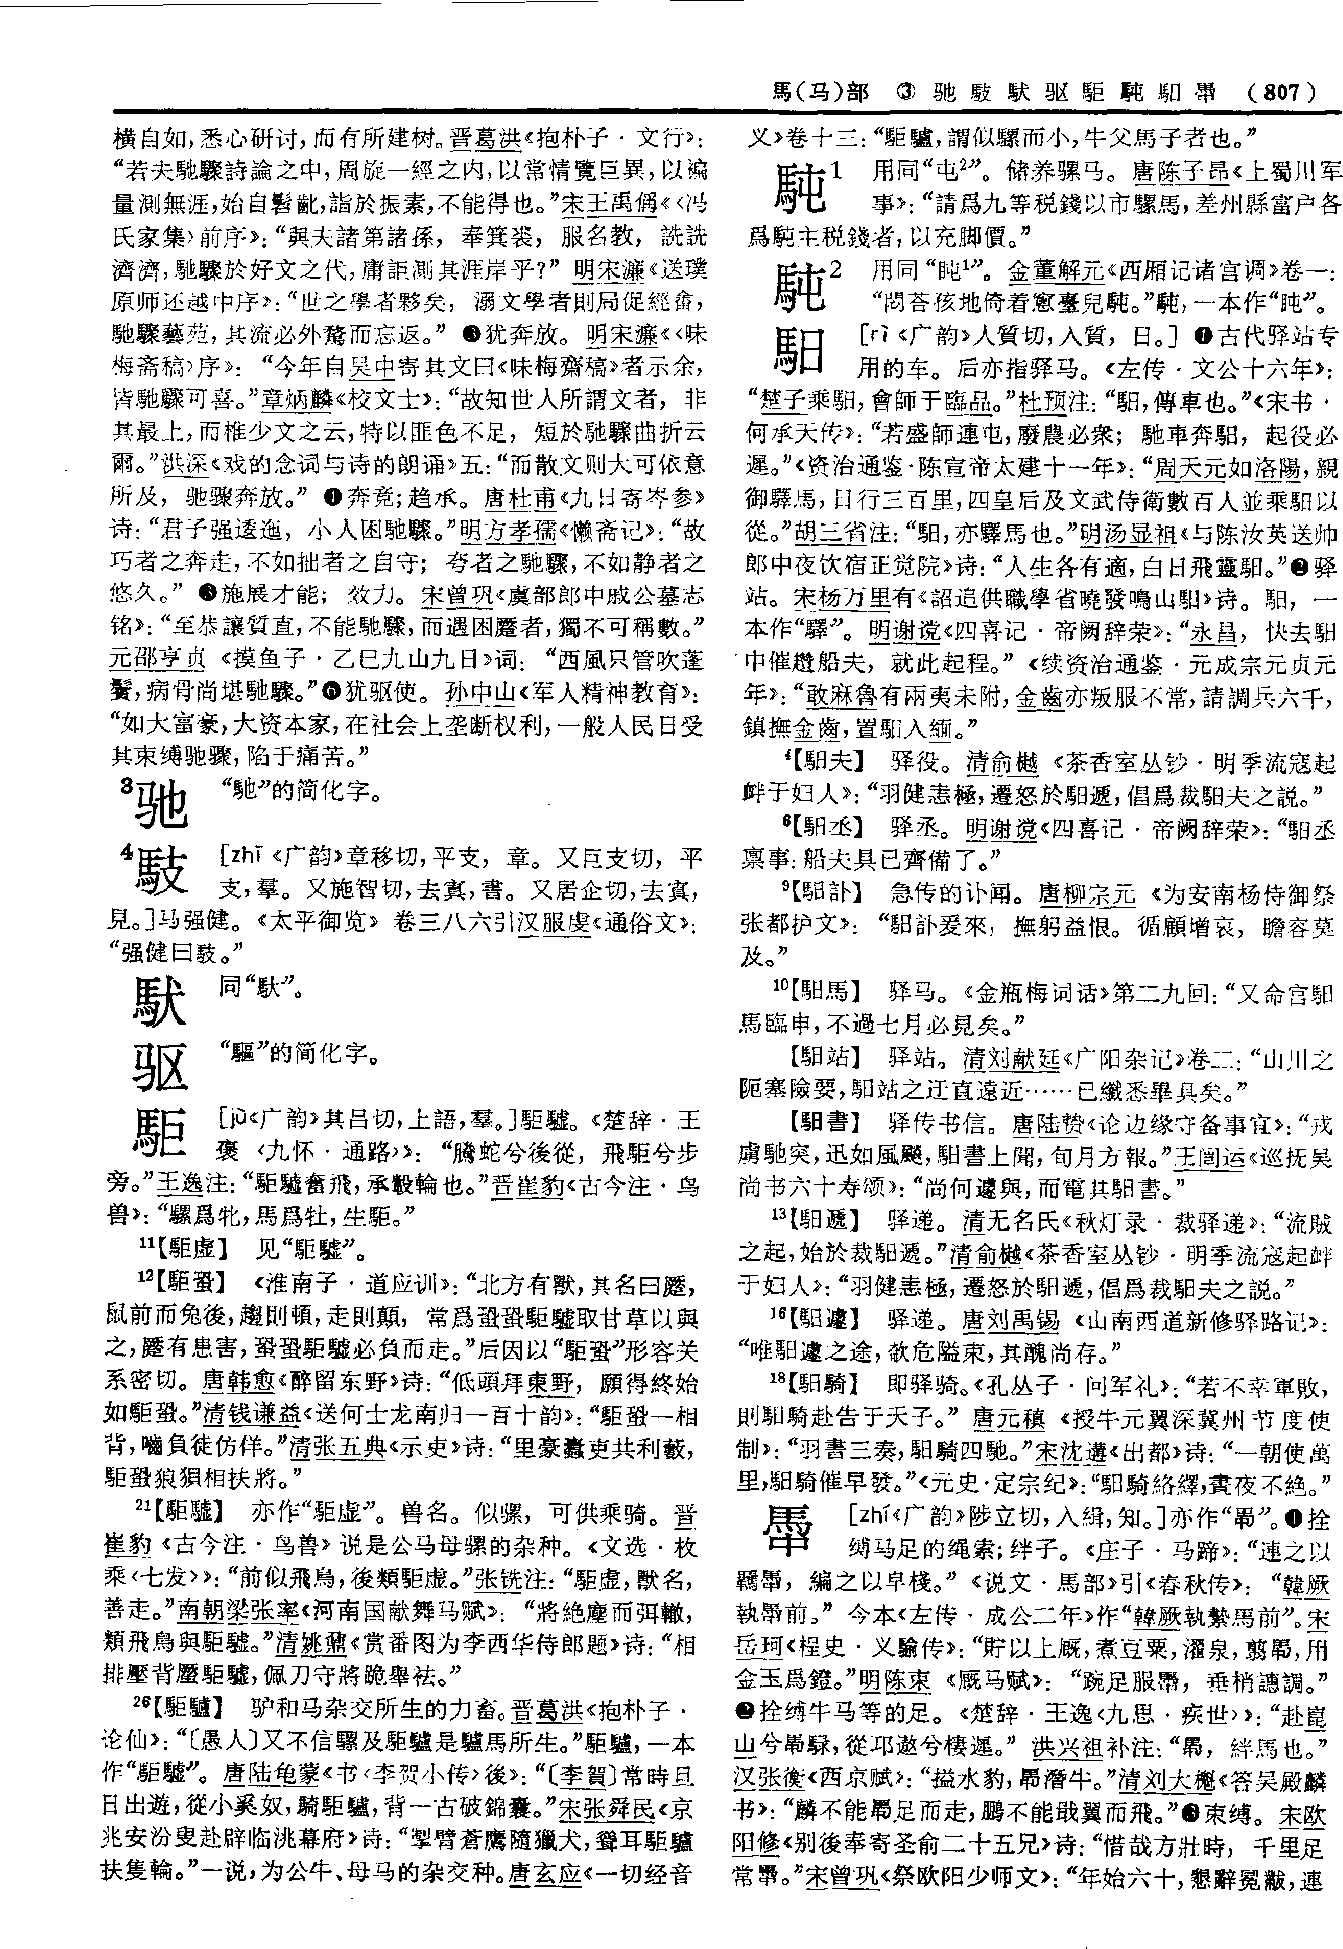 馬(马)部 ③ 驰 馶 馱 驱 駏 𩡺 馹 馽 (807)
横自如，悉心研讨，而有所建树。晋葛洪《抱朴子·文行》：
“若夫馳驟詩論之中，周旋一經之内，以常情覽巨異，以褊
量測無涯，始自髫齔，詣於振素，不能得也。”宋王禹偁《〈冯
氏家集〉前序》：“與夫諸第諸孫，奉箕裘，服名教，詵詵
濟濟，馳驟於好文之代，庸詎測其涯岸乎？”明宋濂《送璞
原师还越中序》：“世之學者夥矣，溺文學者則局促經畬，
馳驟藝苑，其流必外騖而忘返。” ❸犹奔放。明宋濂《〈味
梅斋稿〉序》：“今年自吴中寄其文曰《味梅齋稿》者示余，
皆馳驟可喜。”章炳麟《校文士》：“故知世人所謂文者，非
其最上，而椎少文之云，特以匪色不足，短於馳驟曲折云
爾。”洪深《戏的念词与诗的朗诵》五：“而散文则大可依意
所及，驰骤奔放。” ❹奔竞；趋承。唐杜甫《九日寄岑参》
诗：“君子强逶迤，小人困馳驟。”明方孝孺《懒斋记》：“故
巧者之奔走，不如拙者之自守；夸者之馳驟，不如静者之
悠久。” ❺施展才能；效力。宋曾巩《虞部郎中戚公墓志
铭》：“至恭讓質直，不能馳驟，而遇困躓者，獨不可稱數。”
元邵亨贞《摸鱼子·乙巳九山九日》词：“西風只管吹蓬
鬢，病骨尚堪馳驟。”❻犹驱使。孙中山《军人精神教育》：
“如大富豪，大资本家，在社会上垄断权利，一般人民日受
其束缚驰骤，陷于痛苦。”
3驰 “馳”的简化字。
4馶 [zhī《广韵》章移切，平支，章。又巨支切，平
支，羣。又施智切，去寘，書。又居企切，去寘，
見。]马强健。《太平御览》卷三八六引汉服虔《通俗文》：
“强健曰馶。”
馱 同“馱”。
驱 “驅”的简化字。
駏 [jù《广韵》其吕切，上語，羣。]駏驉。《楚辞·王
褒〈九怀·通路〉》：“騰蛇兮後從，飛駏兮步
旁。”王逸注：“駏驉奮飛，承轂輪也。”晋崔豹《古今注·鸟
兽》：“騾爲牝，馬爲牡，生駏。”
11【駏虚】 见“駏驉”。
12【駏蛩】 《淮南子·道应训》：“北方有獸，其名曰蹷，
鼠前而兔後，趨則頓，走則顛，常爲蛩蛩駏驉取甘草以與
之，蹷有患害，蛩蛩駏驉必負而走。”后因以“駏蛩”形容关
系密切。唐韩愈《醉留东野》诗：“低頭拜東野，願得終始
如駏蛩。”清钱谦益《送何士龙南归一百十韵》：“駏蛩一相
背，嚙負徒仿佯。”清张五典《示吏》诗：“里豪蠹吏共利藪，
駏蛩狼狽相扶將。”
21【駏驉】 亦作“駏虚”。兽名。似骡，可供乘骑。晋
崔豹《古今注·鸟兽》说是公马母骡的杂种。《文选·枚
乘〈七发〉》：“前似飛鳥，後類駏虚。”张铣注：“駏虚，獸名，
善走。”南朝梁张率《河南国献舞马赋》：“將絶塵而弭轍，
類飛鳥與駏驉。”清姚鼐《赏番图为李西华侍郎题》诗：“相
排壓背蹷駏驉，佩刀守將跪舉袪。”
26【駏驢】 驴和马杂交所生的力畜。晋葛洪《抱朴子·
论仙》：“〔愚人〕又不信騾及駏驢是驢馬所生。”駏驢，一本
作“駏驉”。唐陆龟蒙《书〈李贺小传〉後》：“〔李賀〕常時旦
日出遊，從小奚奴，騎駏驢，背一古破錦囊。”宋张舜民《京
兆安汾叟赴辟临洮幕府》诗：“掣臂蒼鷹隨獵犬，聳耳駏驢
扶隻輪。”一说，为公牛、母马的杂交种。唐玄应《一切经音
义》卷十三：“駏驢，謂似騾而小，牛父馬子者也。”
𩡺1 用同“屯2”。储养骡马。唐陈子昂《上蜀川军
事》：“請爲九等税錢以市騾馬，差州縣富户各
爲𩡺主税錢者，以充脚價。”
𩡺2 用同“盹1”。金董解元《西厢记诸宫调》卷一：
“悶荅孩地倚着窻臺兒𩡺。”𩡺，一本作“盹”。
馹 [rì《广韵》人質切，入質，日。] ❶古代驿站专
用的车。后亦指驿马。《左传·文公十六年》：
“楚子乘馹，會師于臨品。”杜预注：“馹，傳車也。”《宋书·
何承天传》：“若盛師連屯，廢農必衆；馳車奔馹，起役必
遲。”《资治通鉴·陈宣帝太建十一年》：“周天元如洛陽，親
御驛馬，日行三百里，四皇后及文武侍衛數百人並乘馹以
從。”胡三省注：“馹，亦驛馬也。”明汤显祖《与陈汝英送帅
郎中夜饮宿正觉院》诗：“人生各有適，白日飛靈馹。”❷驿
站。宋杨万里有《詔追供職學省曉發鳴山馹》诗。馹，一
本作“驛”。明谢谠《四喜记·帝阙辞荣》：“永昌，快去馹
中催趲船夫，就此起程。”《续资治通鉴·元成宗元贞元
年》：“敢麻魯有兩夷未附，金齒亦叛服不常，請調兵六千，
鎮撫金齒，置馹入緬。”
4【馹夫】 驿役。清俞樾《茶香室丛钞·明季流寇起
衅于妇人》：“羽健恚極，遷怒於馹遞，倡爲裁馹夫之説。”
6【馹丞】 驿丞。明谢谠《四喜记·帝阙辞荣》：“馹丞
禀事：船夫具已齊備了。”
9【馹訃】 急传的讣闻。唐柳宗元《为安南杨侍御祭
张都护文》：“馹訃爰來，撫躬益恨。循顧增哀，瞻容莫
及。”
10【馹馬】 驿马。《金瓶梅词话》第二九回：“又命宫馹
馬臨申，不過七月必見矣。”
【馹站】 驿站。清刘献廷《广阳杂记》卷二：“山川之
阨塞險要，馹站之迂直遠近……已纖悉畢具矣。”
【馹書】 驿传书信。唐陆贽《论边缘守备事宜》：“戎
虜馳突，迅如風飇，馹書上聞，旬月方報。”王闿运《巡抚吴
尚书六十寿颂》：“尚何遽與，而電其馹書。”
13【馹遞】 驿递。清无名氏《秋灯录·裁驿递》：“流賊
之起，始於裁馹遞。”清俞樾《茶香室丛钞·明季流寇起衅
于妇人》：“羽健恚極，遷怒於馹遞，倡爲裁馹夫之説。”
16【馹遽】 驿递。唐刘禹锡《山南西道新修驿路记》：
“唯馹遽之途，欹危隘束，其醜尚存。”
18【馹騎】 即驿骑。《孔丛子·问军礼》：“若不幸軍敗，
則馹騎赴告于天子。” 唐元稹《授牛元翼深冀州节度使
制》：“羽書三奏，馹騎四馳。”宋沈遘《出都》诗：“一朝使萬
里，馹騎催早發。”《元史·定宗纪》：“馹騎絡繹，晝夜不絶。”
馽 [zhí《广韵》陟立切，入緝，知。]亦作“𩡧”。❶拴
缚马足的绳索；绊子。《庄子·马蹄》：“連之以
羈馽，編之以皁棧。”《说文·馬部》引《春秋传》：“韓厥
執馽前。”今本《左传·成公二年》作“韓厥執縶馬前”。宋
岳珂《桯史·义騟传》：“貯以上厩，煮豆粟，濯泉，翦𩡧，用
金玉爲鐙。”明陈束《厩马赋》：“踠足服馽，垂梢譓調。”
❷拴缚牛马等的足。《楚辞·王逸〈九思·疾世〉》：“赴崑
山兮𩡧騄，從邛遨兮棲遲。”洪兴祖补注：“𩡧，絆馬也。”
汉张衡《西京赋》：“搤水豹，𩡧潛牛。”清刘大櫆《答吴殿麟
书》：“麟不能𩡧足而走，鵬不能戢翼而飛。”❸束缚。宋欧
阳修《别後奉寄圣俞二十五兄》诗：“惜哉方壯時，千里足
常馽。”宋曾巩《祭欧阳少师文》：“年始六十，懇辭冕黻，連